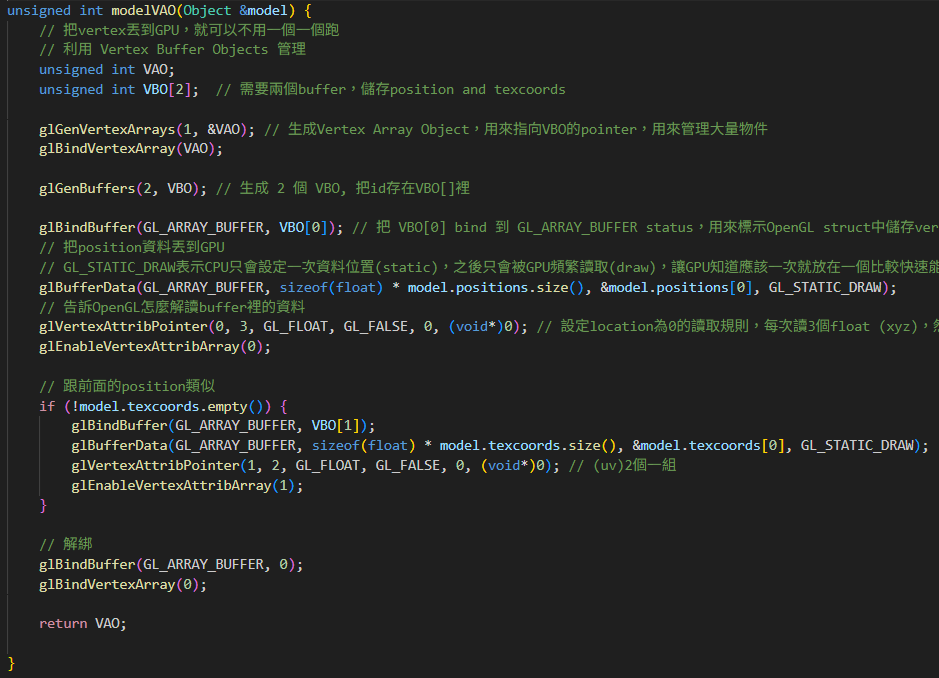 unsigned int modelVAO(Object &model) {
// 把vertex丟到GPU，就可以不用一個一個跑
// 利用 Vertex Buffer Objects 管理
unsigned int VAO;
unsigned int VBO[2];  // 需要兩個buffer，儲存position and texcoords
glGenVertexArrays(1, &VAO); // 生成Vertex Array Object，用來指向VBO的pointer，用來管理大量物件
glBindVertexArray(VAO);
glGenBuffers(2, VBO); // 生成 2 個 VBO, 把id存在VBO[]裡
glBindBuffer(GL_ARRAY_BUFFER, VBO[0]); // 把 VBO[0] bind 到 GL_ARRAY_BUFFER status，用來標示OpenGL struct中儲存ver
// 把position資料丟到GPU
// GL_STATIC_DRAW表示CPU只會設定一次資料位置(static)，之後只會被GPU頻繁讀取(draw)，讓GPU知道應該一次就放在一個比較快速能
glBufferData(GL_ARRAY_BUFFER, sizeof(float) * model.positions.size(), &model.positions[0], GL_STATIC_DRAW);
// 告訴OpenGL怎麼解讀buffer裡的資料
glVertexAttribPointer(0, 3, GL_FLOAT, GL_FALSE, 0, (void*)0); // 設定location為0的讀取規則，每次讀3個float (xyz)，然
glEnableVertexAttribArray(0);
// 跟前面的position類似
if (!model.texcoords.empty()) {
glBindBuffer(GL_ARRAY_BUFFER, VBO[1]);
glBufferData(GL_ARRAY_BUFFER, sizeof(float) * model.texcoords.size(), &model.texcoords[0], GL_STATIC_DRAW);
glVertexAttribPointer(1, 2, GL_FLOAT, GL_FALSE, 0, (void*)0); // (uv)2個一組
glEnableVertexAttribArray(1);
}
// 解綁
glBindBuffer(GL_ARRAY_BUFFER, 0);
glBindVertexArray(0);
return VAO;
}